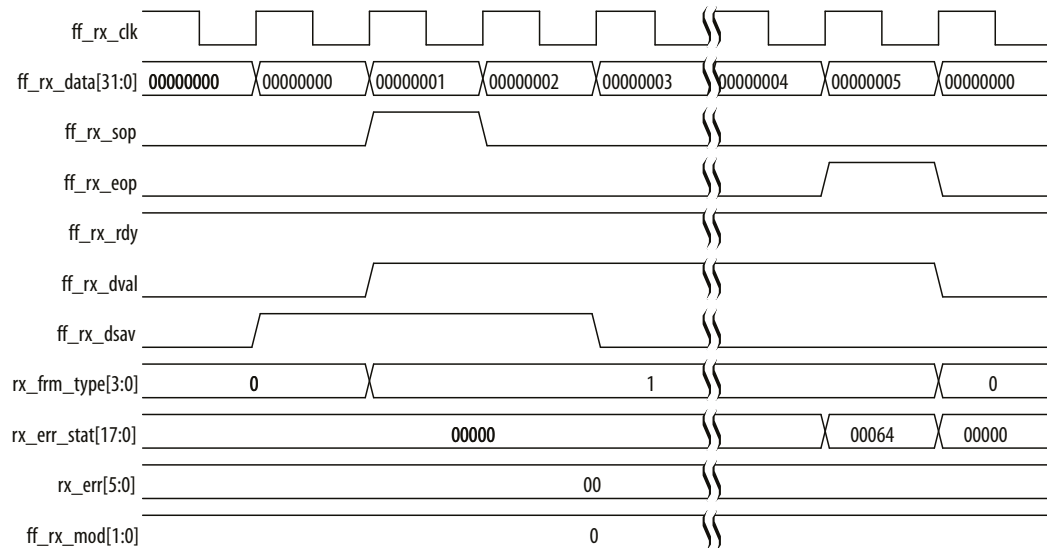 ff_rx_clk
ff_rx_data[31:0] 00000000 00000000 00000001 00000002 00000003 00000004 00000005 00000000
ff_rx_sop
ff_rx_eop
ff_rx_rdy
ff_rx_dval
ff_rx_dsav
rx_frm_type[3:0] 0 1 0
rx_err_stat[17:0] 00000 00064 00000
rx_err[5:0] 00
ff_rx_mod[1:0] 0